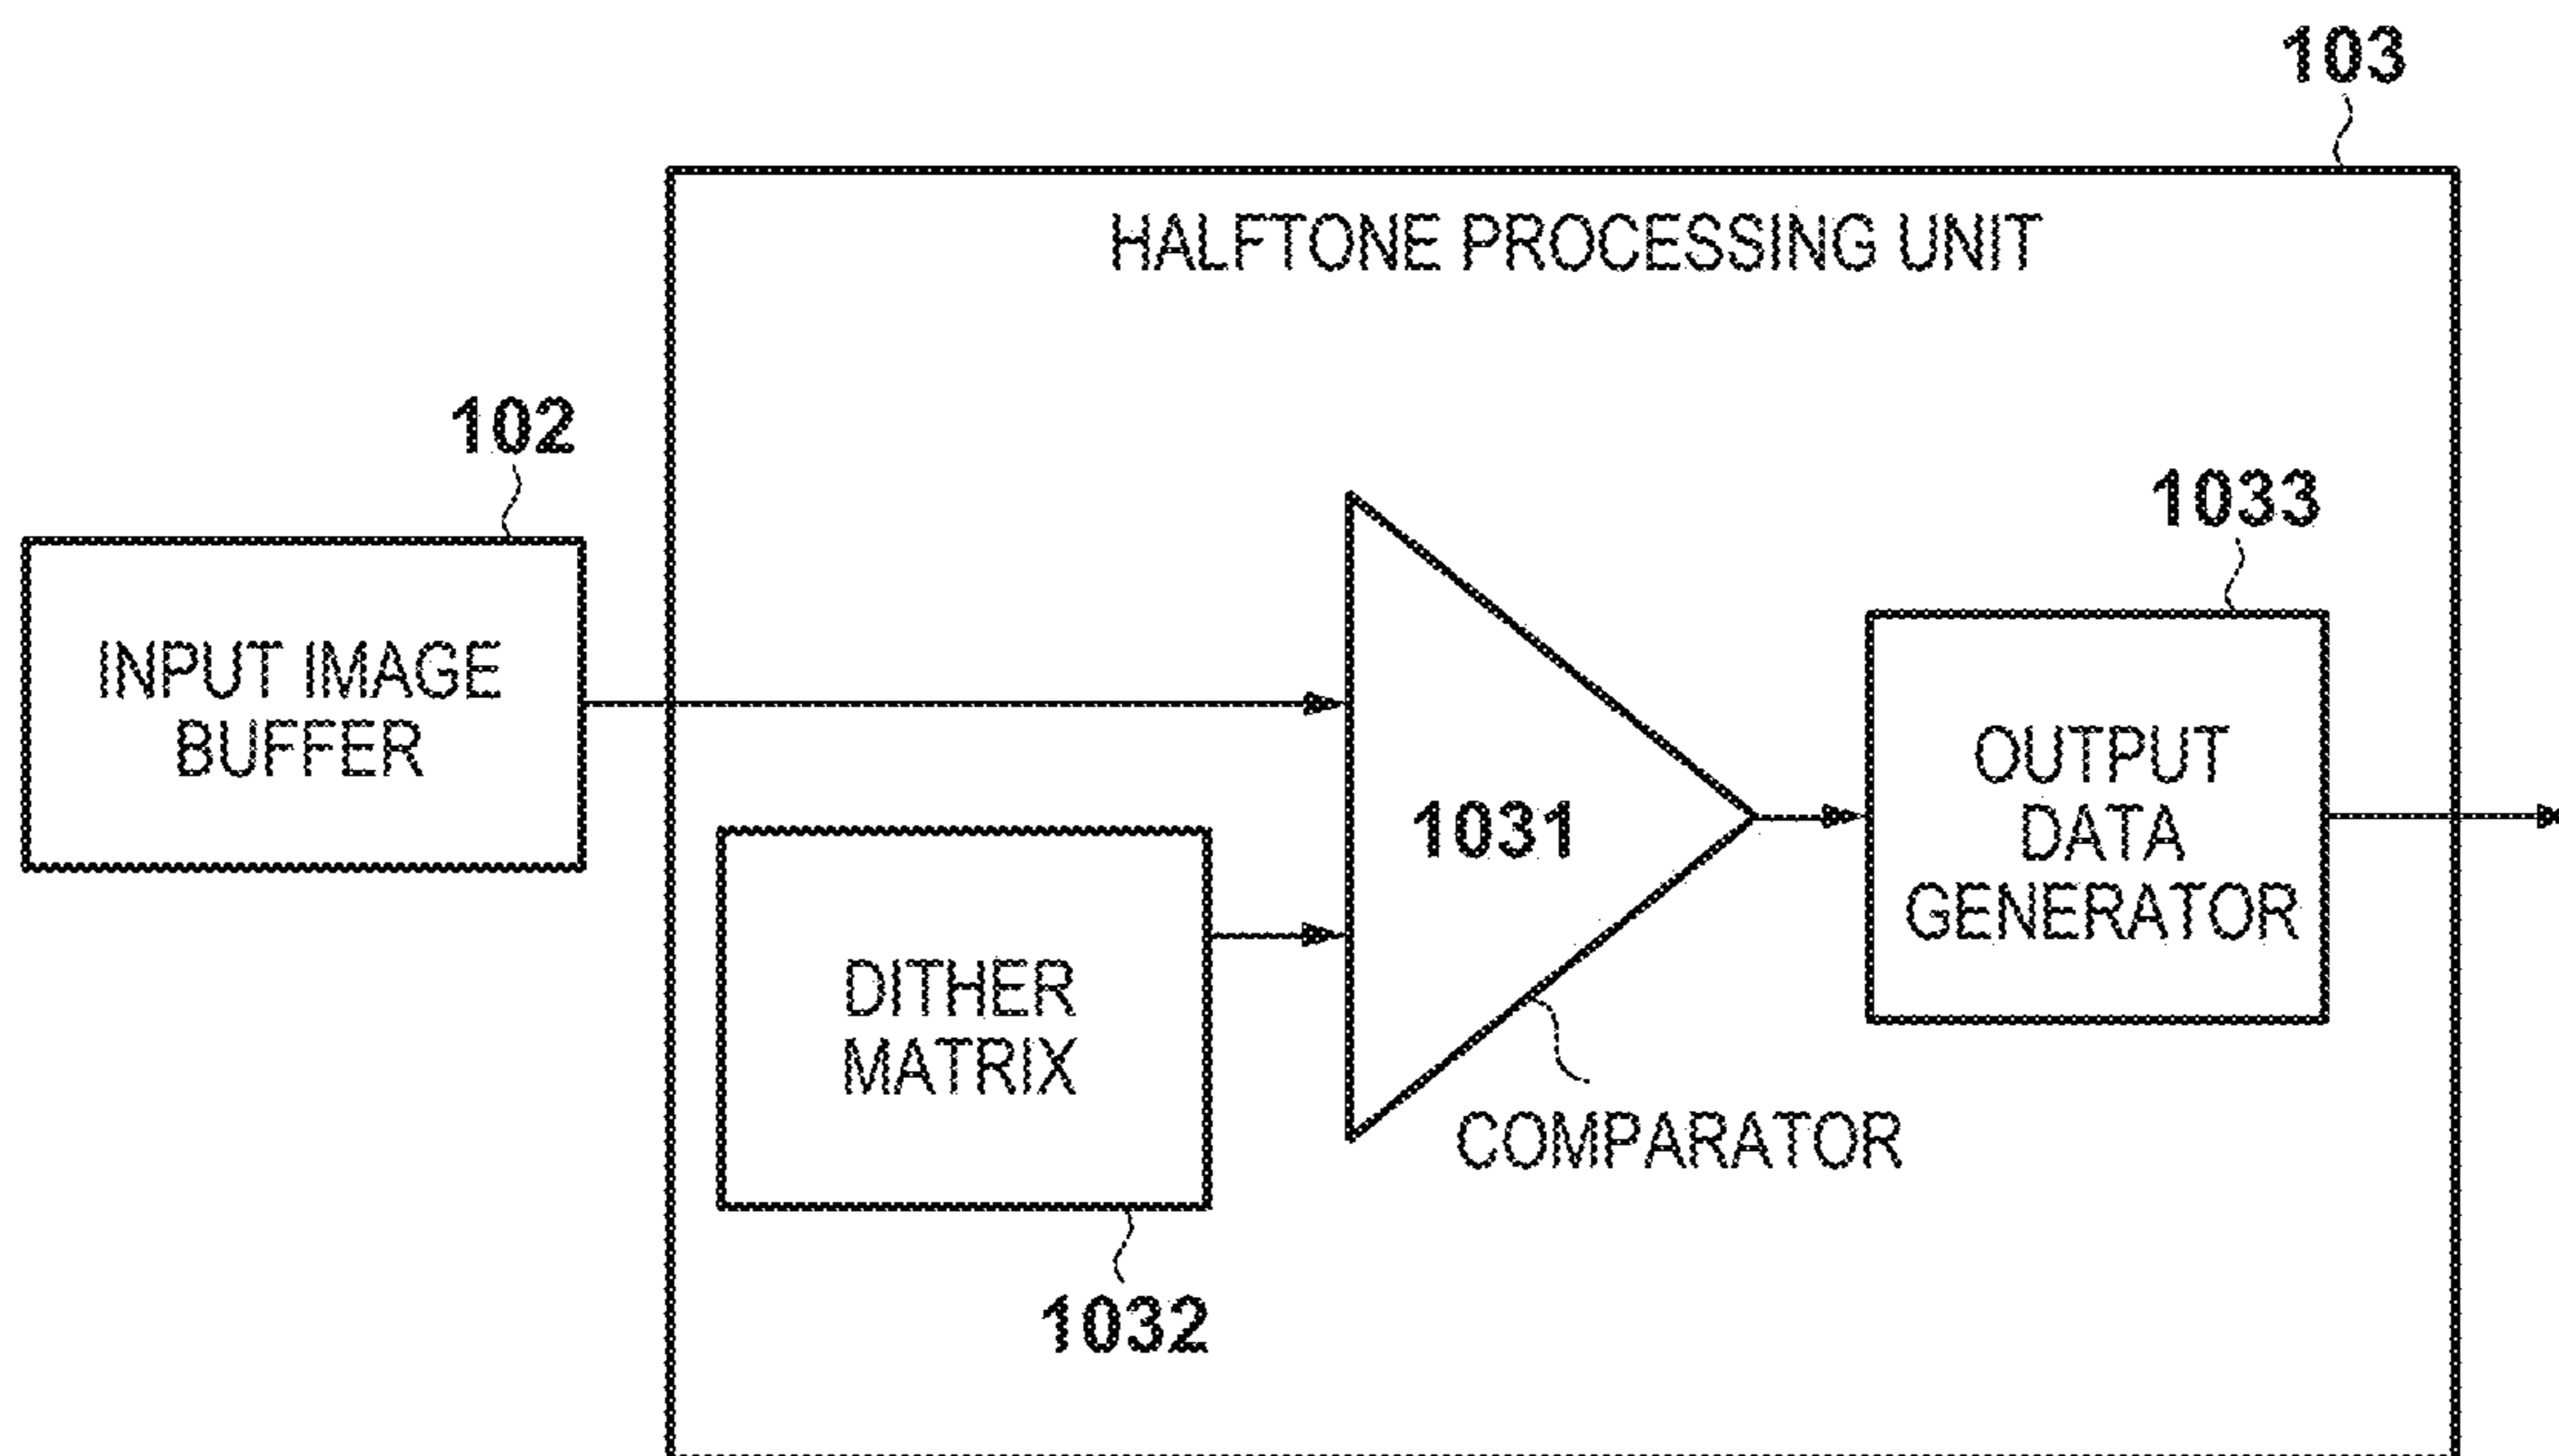 103
HALFTONE PROCESSING UNIT
102
INPUT IMAGE
BUFFER
1033
1031
OUTPUT
DATA
GENERATOR
DITHER
MATRIX
COMPARATOR
1032